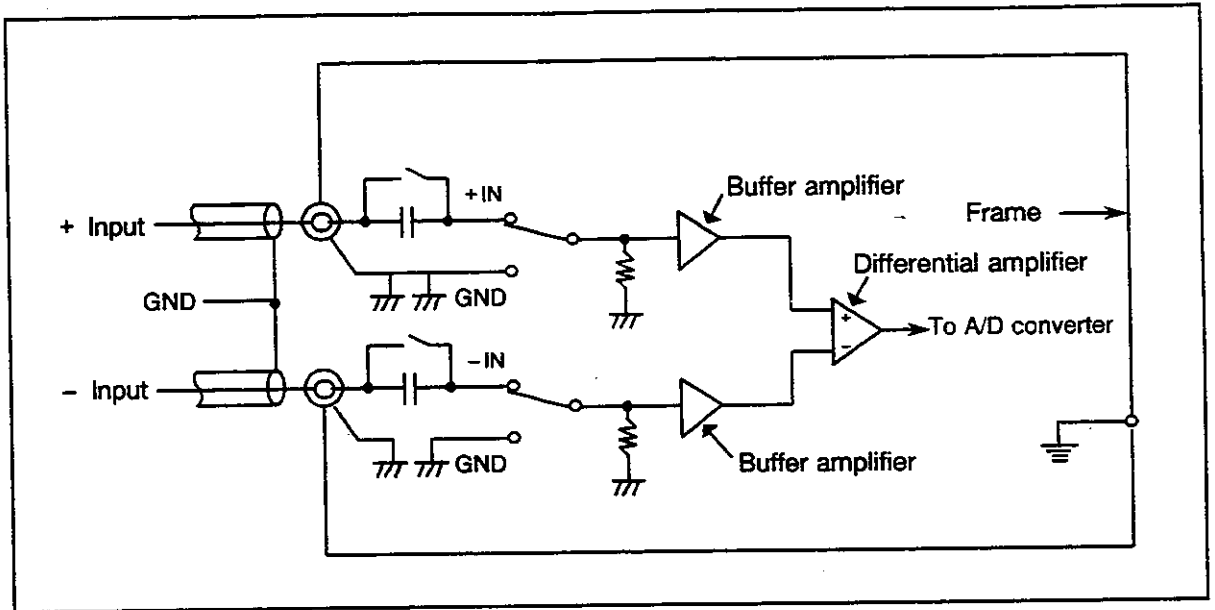 + Input
GND
- Input
+IN
GND
-IN
GND
Buffer amplifier
Frame
Differential amplifier
+
-
To A/D converter
Buffer amplifier